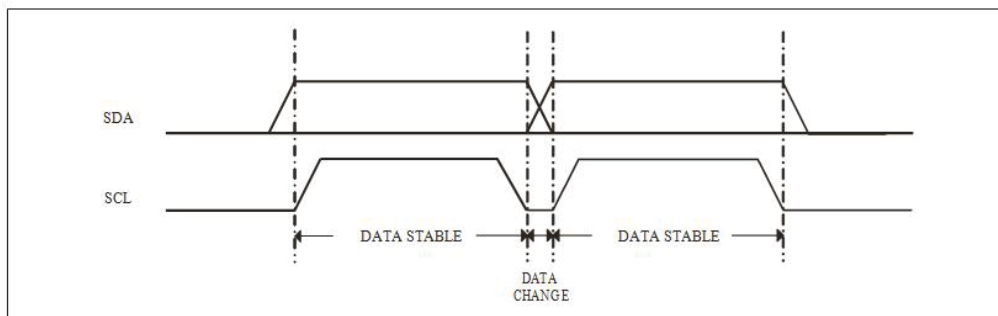 SDA
SCL
DATA STABLE
DATA STABLE
DATA
CHANGE